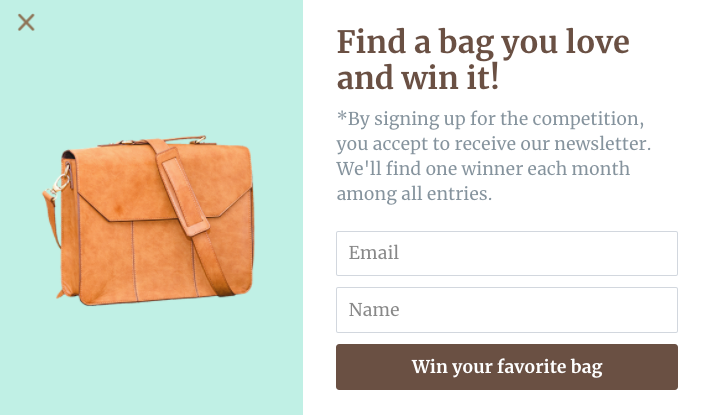 Find a bag you love
and win it!
*By signing up for the competition,
you accept to receive our newsletter.
We'll find one winner each month
among all entries.
Email
Name
Win your favorite bag